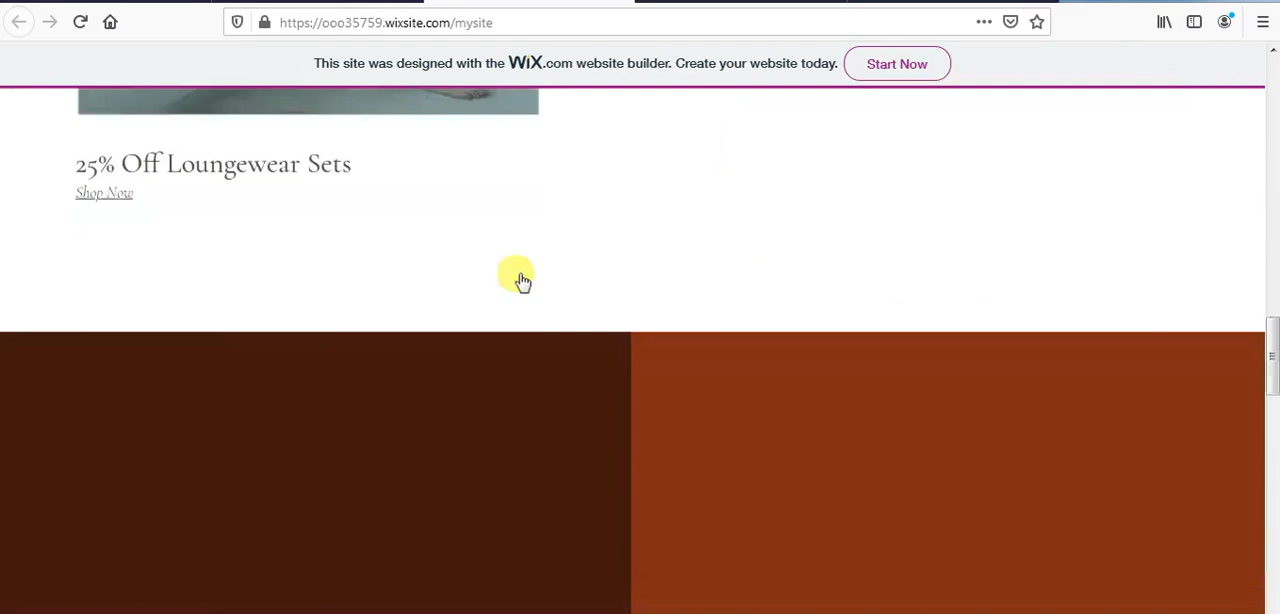 https://ooo35759.wixsite.com/mysite
This site was designed with the WiX.com website builder. Create your website today. Start Now
25% Off Loungewear Sets
Shop Now